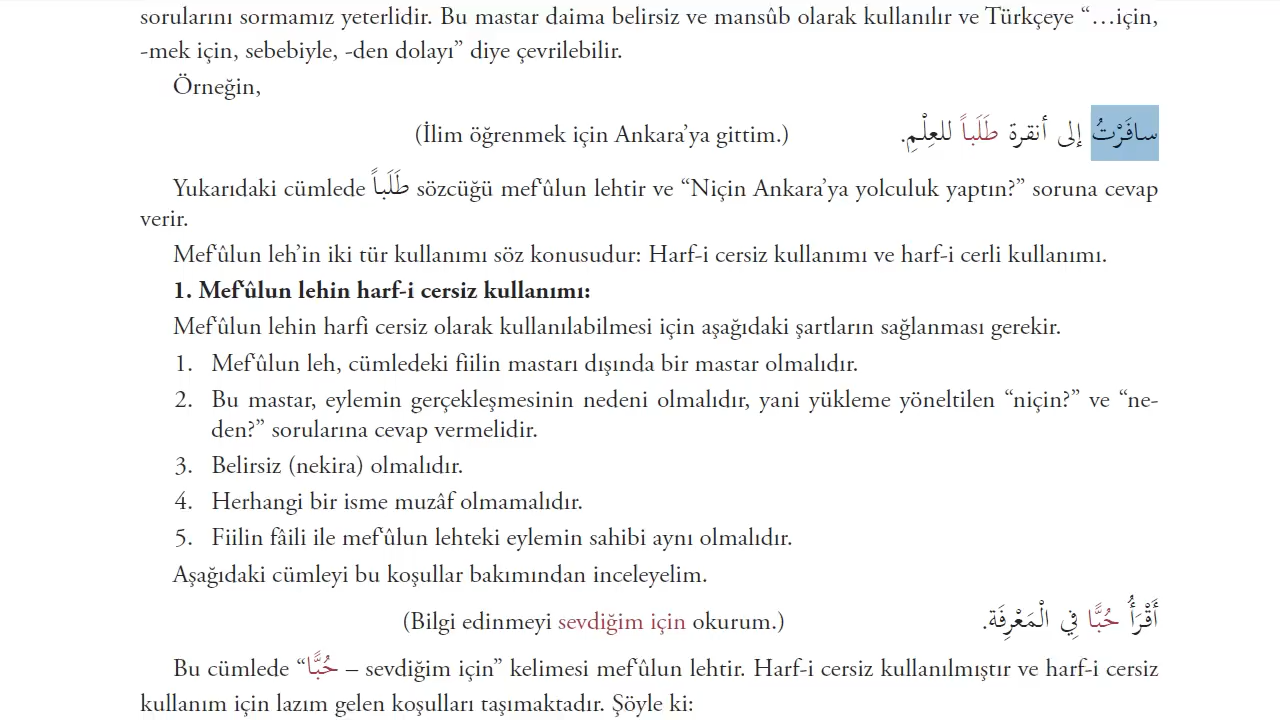 sorularını sormamız yeterlidir. Bu mastar daima belirsiz ve mansûb olarak kullanılır ve Türkçeye “…için,
-mek için, sebebiyle, -den dolayı” diye çevrilebilir.
Örneğin,
(İlim öğrenmek için Ankara’ya gittim.) سافَرْتُ إلى أنقرة طَلَباً للعِلْمِ.
Yukarıdaki cümlede طَلَباً sözcüğü mef‘ûlun lehtir ve “Niçin Ankara’ya yolculuk yaptın?” soruna cevap
verir.
Mef‘ûlun leh’in iki tür kullanımı söz konusudur: Harf-i cersiz kullanımı ve harf-i cerli kullanımı.
1. Mef‘ûlun lehin harf-i cersiz kullanımı:
Mef‘ûlun lehin harfi cersiz olarak kullanılabilmesi için aşağıdaki şartların sağlanması gerekir.
1. Mef‘ûlun leh, cümledeki fiilin mastarı dışında bir mastar olmalıdır.
2. Bu mastar, eylemin gerçekleşmesinin nedeni olmalıdır, yani yükleme yöneltilen “niçin?” ve “ne-
den?” sorularına cevap vermelidir.
3. Belirsiz (nekira) olmalıdır.
4. Herhangi bir isme muzâf olmamalıdır.
5. Fiilin fâili ile mef‘ûlun lehteki eylemin sahibi aynı olmalıdır.
Aşağıdaki cümleyi bu koşullar bakımından inceleyelim.
(Bilgi edinmeyi sevdiğim için okurum.) أَقْرَأُ حُبًّا فِي الْمَعْرِفَة.
Bu cümlede “حُبًّا – sevdiğim için” kelimesi mef‘ûlun lehtir. Harf-i cersiz kullanılmıştır ve harf-i cersiz
kullanım için lazım gelen koşulları taşımaktadır. Şöyle ki: